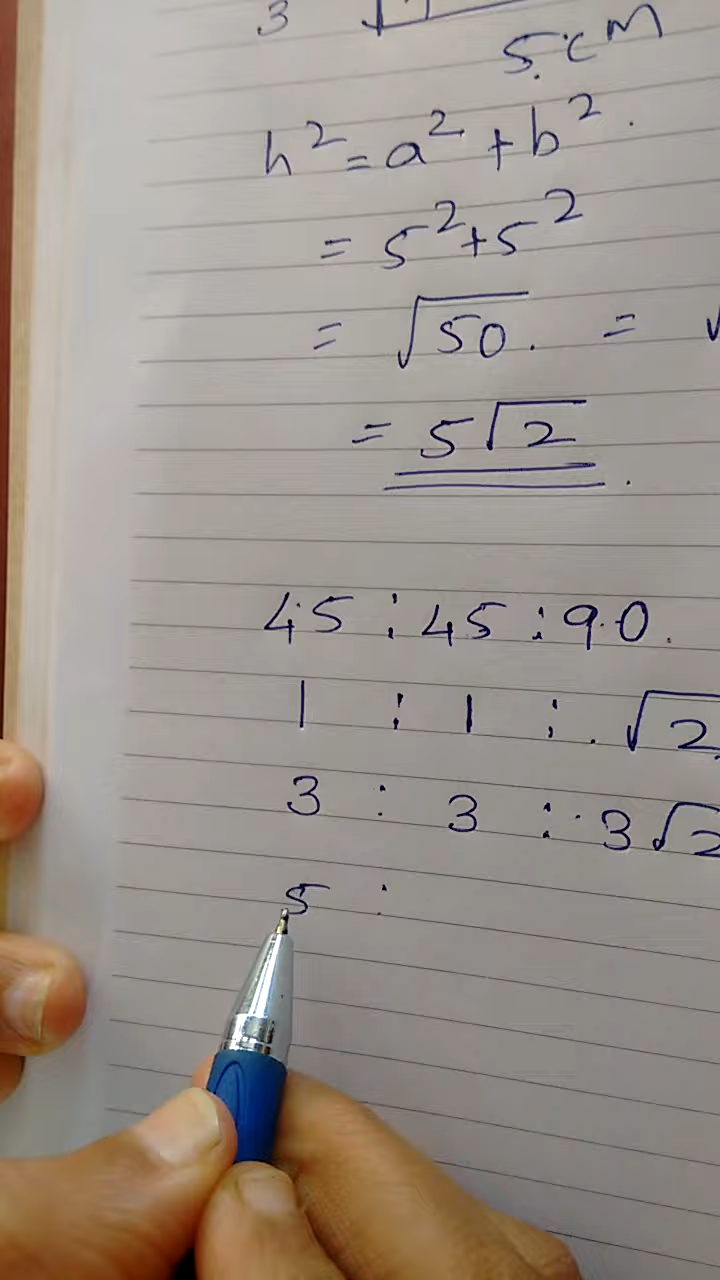 3
5 cm
h² = a² + b².
= 5² + 5²
= √50. = √
= 5√2.
45 : 45 : 90.
1 : 1 : √2
3 : 3 : 3√2
5 :